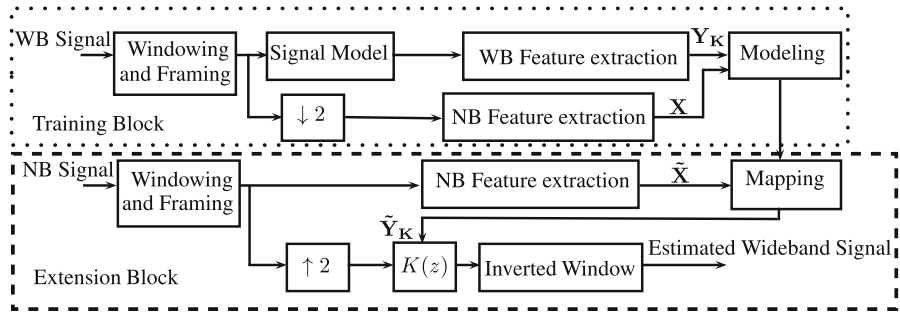 WB Signal
Windowing
and Framing
Signal Model
WB Feature extraction
Y_K
Modeling
↓ 2
NB Feature extraction
X
Training Block
NB Signal
Windowing
and Framing
NB Feature extraction
X̃
Mapping
Ỹ_K
↑ 2
K(z)
Inverted Window
Estimated Wideband Signal
Extension Block